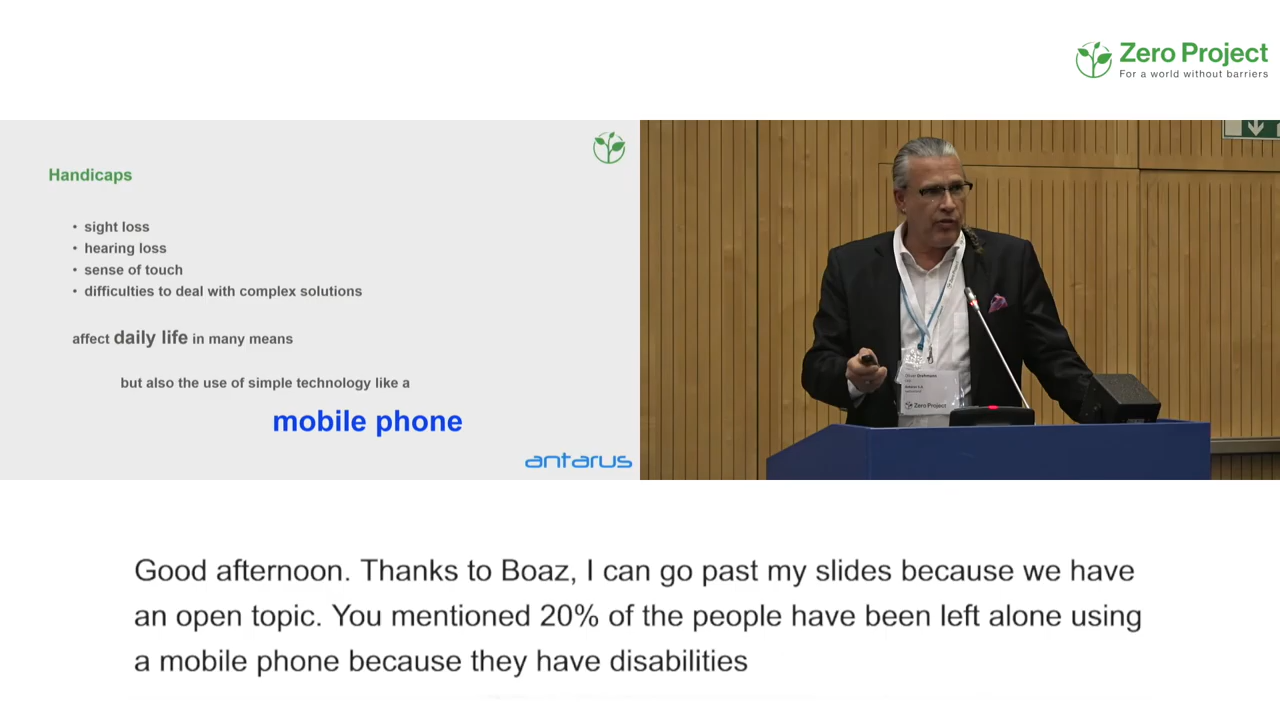 Zero Project
For a world without barriers
Handicaps
• sight loss
• hearing loss
• sense of touch
• difficulties to deal with complex solutions
affect daily life in many means
but also the use of simple technology like a
mobile phone
antarus
Zero Project
Good afternoon. Thanks to Boaz, I can go past my slides because we have
an open topic. You mentioned 20% of the people have been left alone using
a mobile phone because they have disabilities